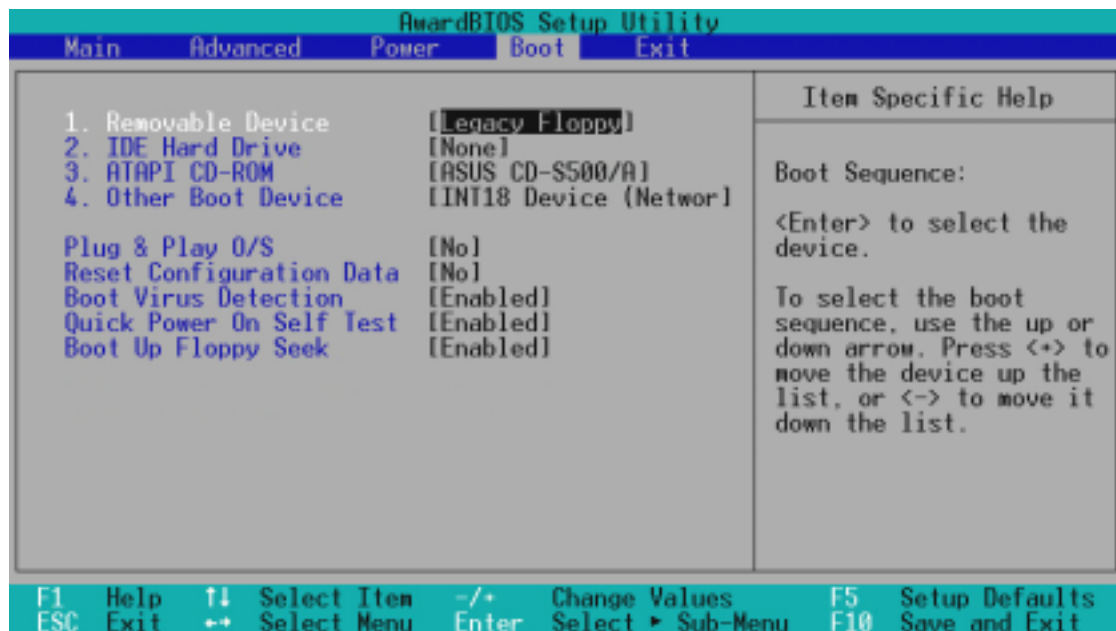 AwardBIOS Setup Utility
Main Advanced Power Boot Exit
1. Removable Device [Legacy Floppy]
2. IDE Hard Drive [None]
3. ATAPI CD-ROM [ASUS CD-S500/A]
4. Other Boot Device [INT18 Device (Networ]
Plug & Play O/S [No]
Reset Configuration Data [No]
Boot Virus Detection [Enabled]
Quick Power On Self Test [Enabled]
Boot Up Floppy Seek [Enabled]
Item Specific Help
Boot Sequence:
<Enter> to select the
device.
To select the boot
sequence, use the up or
down arrow. Press <+> to
move the device up the
list, or <-> to move it
down the list.
F1 Help ↑↓ Select Item -/+ Change Values F5 Setup Defaults
ESC Exit ←→ Select Menu Enter Select ► Sub-Menu F10 Save and Exit